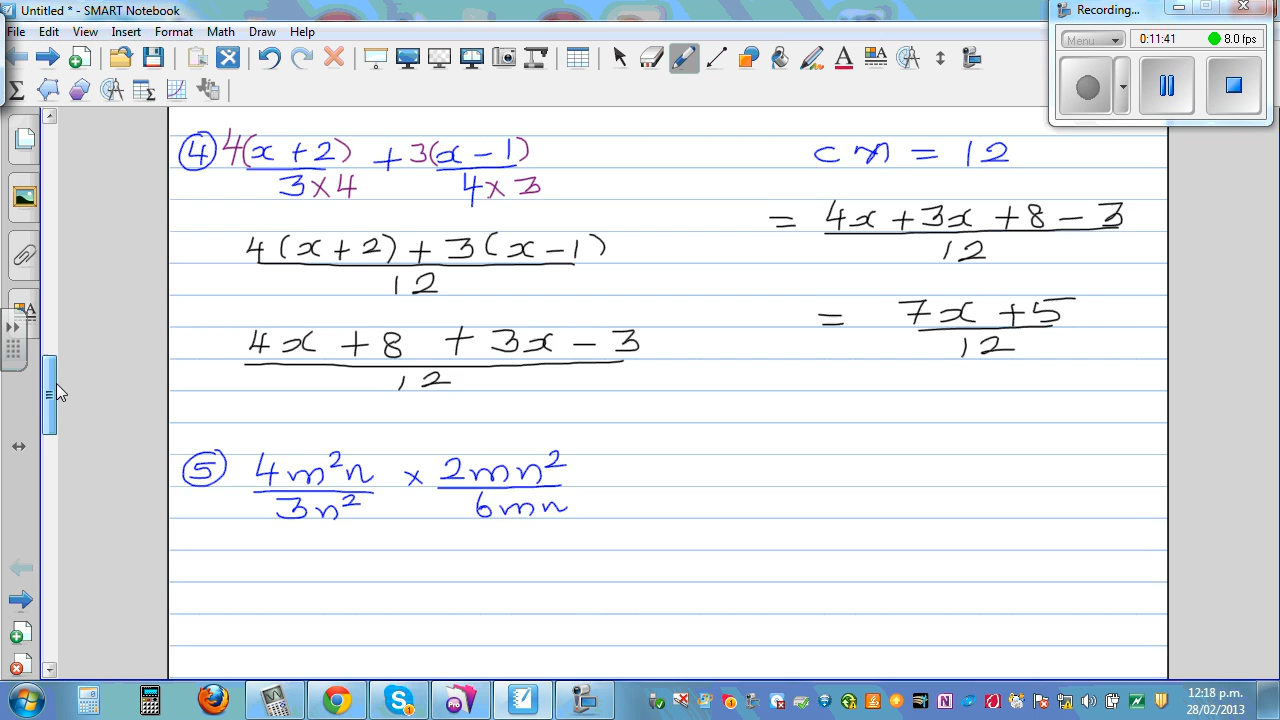 Untitled * - SMART Notebook
File Edit View Insert Format Math Draw Help
Recording...
Menu 0:11:41 8.0 fps
④ 4(x + 2) / 3 × 4 + 3(x − 1) / 4 × 3
cm = 12
= 4x + 3x + 8 − 3 / 12
4(x + 2) + 3(x − 1) / 12
= 7x + 5 / 12
4x + 8 + 3x − 3 / 12
⑤ 4m²n / 3n² × 2mn² / 6mn
12:18 p.m.
28/02/2013